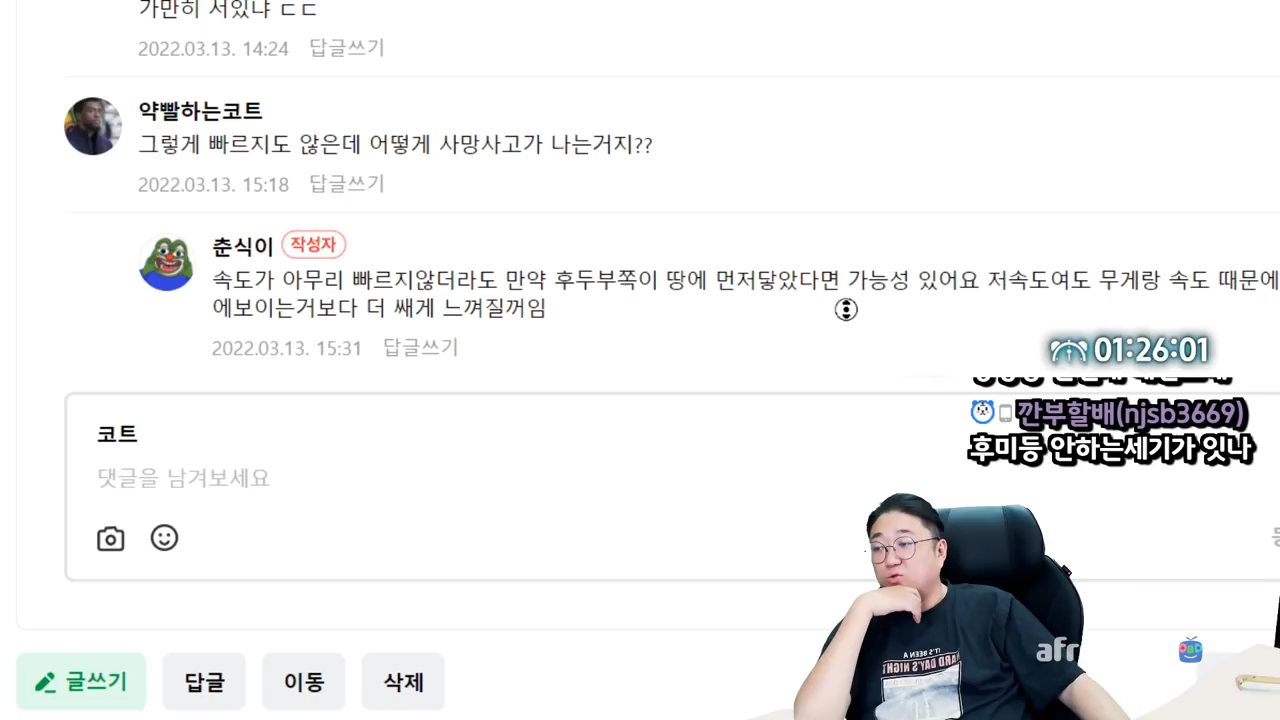 가만히 서있냐 ㄷㄷ
2022.03.13. 14:24 답글쓰기
약빨하는코트
그렇게 빠르지도 않은데 어떻게 사망사고가 나는거지??
2022.03.13. 15:18 답글쓰기
춘식이 작성자
속도가 아무리 빠르지않더라도 만약 후두부쪽이 땅에 먼저닿았다면 가능성 있어요 저속도여도 무게랑 속도 때문에
에보이는거보다 더 쌔게 느껴질꺼임
2022.03.13. 15:31 답글쓰기
01:26:01
깐부할배(njsb3669)
후미등 안하는세기가 잇나
코트
댓글을 남겨보세요
IT'S BEEN A
HARD DAY'S NIGHT
afr
글쓰기 답글 이동 삭제